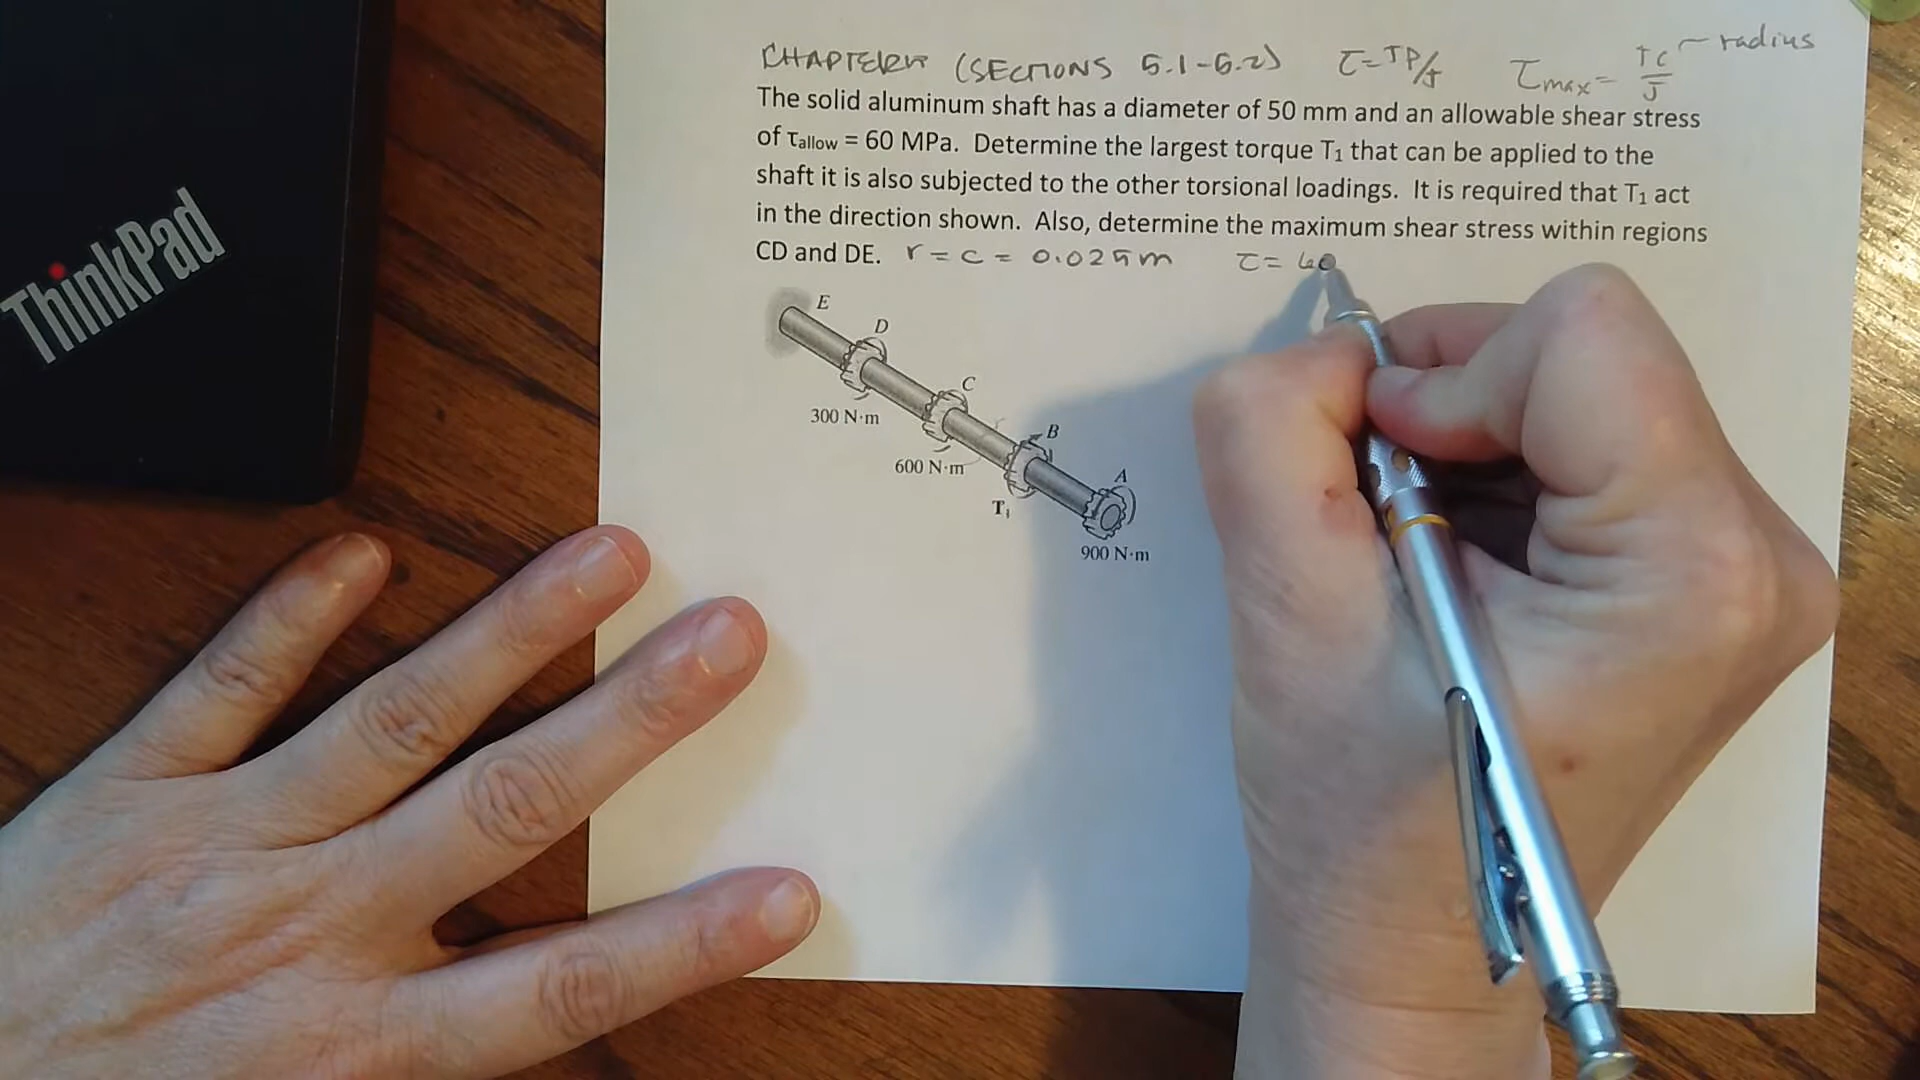 ThinkPad
CHAPTER (SECTIONS 5.1-5.2) τ=Tρ/J τmax= Tc/J radius
The solid aluminum shaft has a diameter of 50 mm and an allowable shear stress
of τallow = 60 MPa. Determine the largest torque T1 that can be applied to the
shaft it is also subjected to the other torsional loadings. It is required that T1 act
in the direction shown. Also, determine the maximum shear stress within regions
CD and DE. r = c = 0.025m τ= 60
E
D
C
300 N·m
B
600 N·m
A
T1
900 N·m